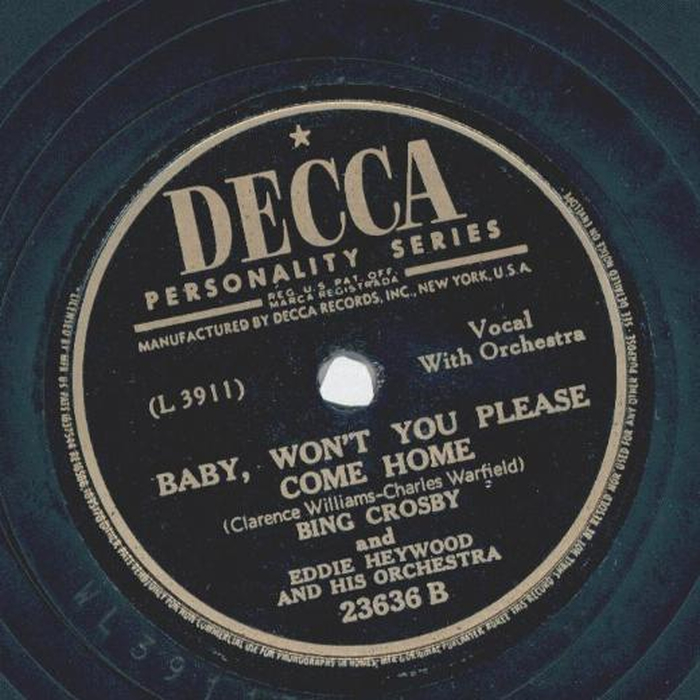 DECCA
PERSONALITY SERIES
REG. U.S. PAT. OFF.
MARCA REGISTRADA
MANUFACTURED BY DECCA RECORDS, INC., NEW YORK, U.S.A.
Vocal
With Orchestra
(L 3911)
BABY, WON'T YOU PLEASE
COME HOME
(Clarence Williams-Charles Warfield)
BING CROSBY
and
EDDIE HEYWOOD
AND HIS ORCHESTRA
23636 B